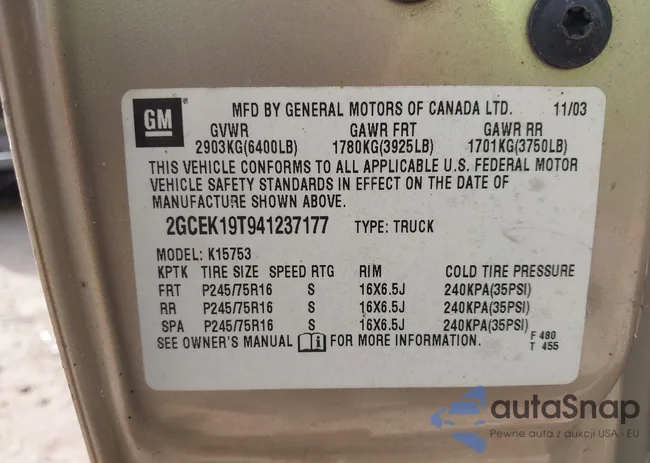 GM
MFD BY GENERAL MOTORS OF CANADA LTD. 11/03
GVWR GAWR FRT GAWR RR
2903KG(6400LB) 1780KG(3925LB) 1701KG(3750LB)
THIS VEHICLE CONFORMS TO ALL APPLICABLE U.S. FEDERAL MOTOR
VEHICLE SAFETY STANDARDS IN EFFECT ON THE DATE OF
MANUFACTURE SHOWN ABOVE.
2GCEK19T941237177 TYPE: TRUCK
MODEL: K15753
KPTK TIRE SIZE SPEED RTG RIM COLD TIRE PRESSURE
FRT P245/75R16 S 16X6.5J 240KPA(35PSI)
RR P245/75R16 S 16X6.5J 240KPA(35PSI)
SPA P245/75R16 S 16X6.5J 240KPA(35PSI)
SEE OWNER'S MANUAL i FOR MORE INFORMATION.
F 480
T 455
autaSnap
Pewne auta z aukcji USA i EU